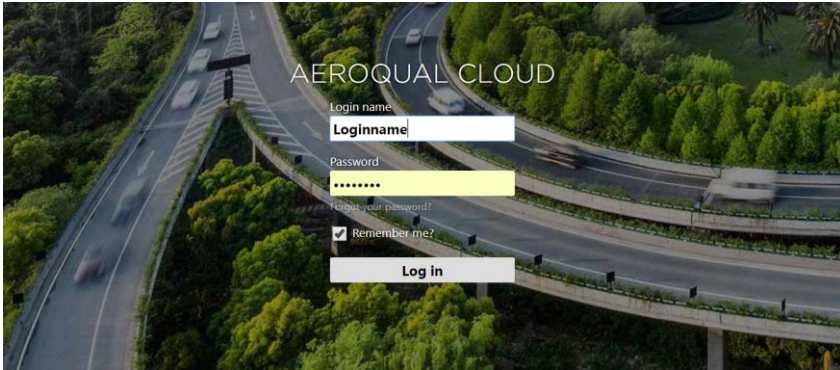 AEROQUAL CLOUD
Login name
Loginname
Password
••••••••
Forgot your password?
Remember me?
Log in